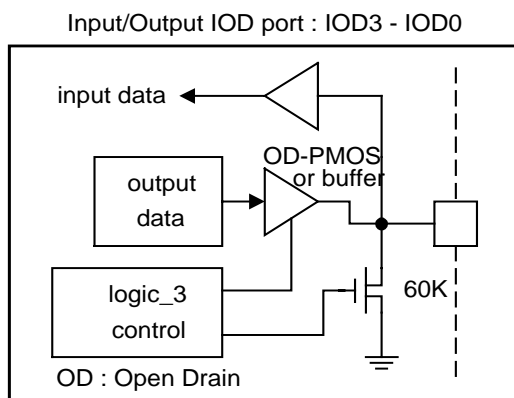 Input/Output IOD port : IOD3 - IOD0
input data
OD-PMOS
or buffer
output
data
logic_3
control
60K
OD : Open Drain